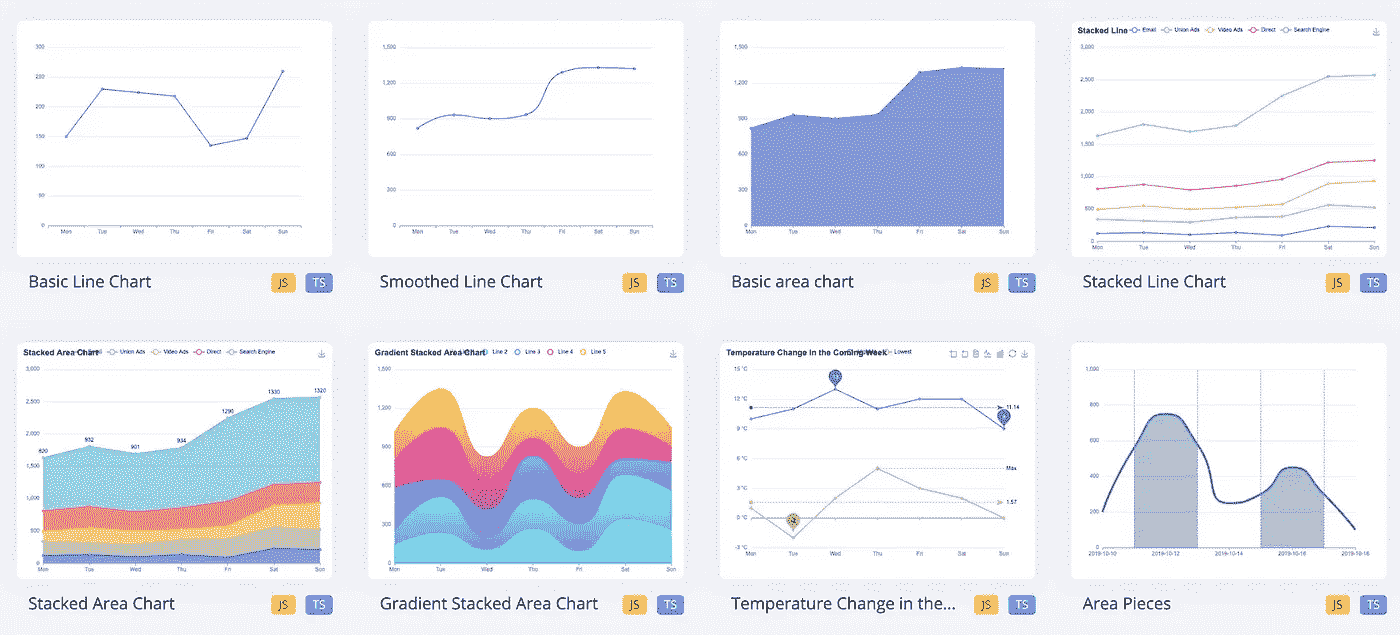 300
250
200
150
100
50
0
Mon Tue Wed Thu Fri Sat Sun
Basic Line Chart JS TS
1,500
1,200
900
600
300
0
Mon Tue Wed Thu Fri Sat Sun
Smoothed Line Chart JS TS
1,500
1,200
900
600
300
0
Mon Tue Wed Thu Fri Sat Sun
Basic area chart JS TS
Stacked Line Email Union Ads Video Ads Direct Search Engine
3,000
2,500
2,000
1,500
1,000
500
0
Mon Tue Wed Thu Fri Sat Sun
Stacked Line Chart JS TS
Stacked Area Chart Union Ads Video Ads Direct Search Engine
3,000
2,500
2,000
1,500
1,000
500
0
820 932 901 934 1290 1330 1320
Mon Tue Wed Thu Fri Sat Sun
Stacked Area Chart JS TS
Gradient Stacked Area Chart Line 2 Line 3 Line 4 Line 5
1,500
1,200
900
600
300
0
Mon Tue Wed Thu Fri Sat Sun
Gradient Stacked Area Chart JS TS
Temperature Change in the Coming Week Lowest
15 °C
12 °C
11.14
9 °C
6 °C
Max
3 °C
1.57
0 °C
-3 °C
Mon Tue Wed Thu Fri Sat Sun
Temperature Change in the... JS TS
1,000
800
600
400
200
0
2019-10-10 2019-10-12 2019-10-14 2019-10-16 2019-10-18
Area Pieces JS TS